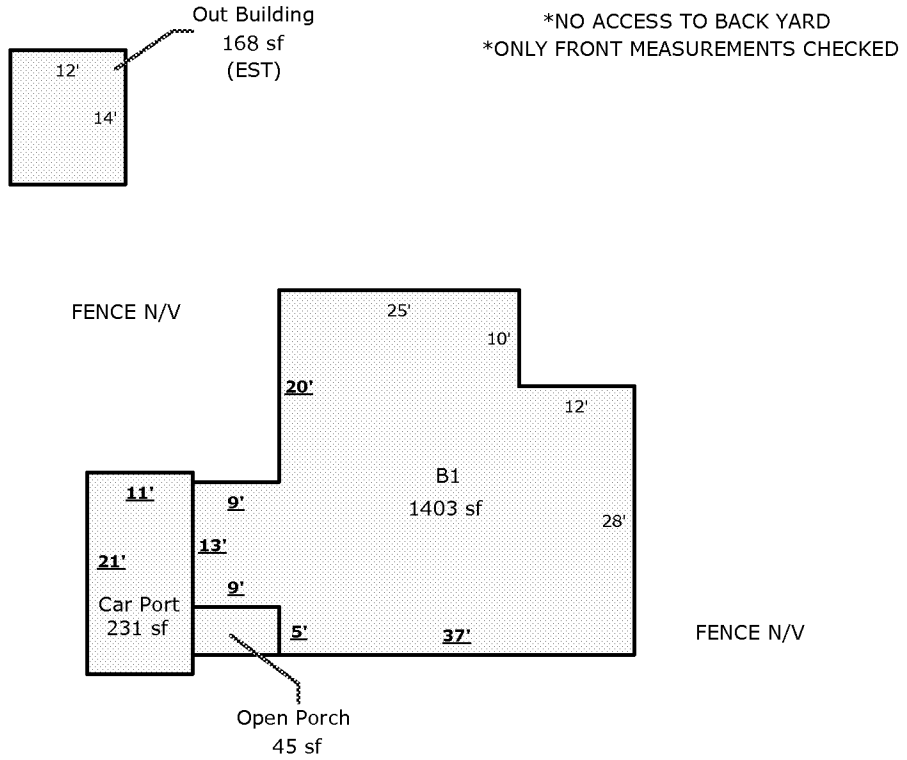 Out Building
168 sf
(EST)
*NO ACCESS TO BACK YARD
*ONLY FRONT MEASUREMENTS CHECKED
12'
14'
FENCE N/V
25'
10'
20'
12'
B1
1403 sf
11'
9'
28'
13'
21'
9'
Car Port
231 sf
5'
37'
FENCE N/V
Open Porch
45 sf